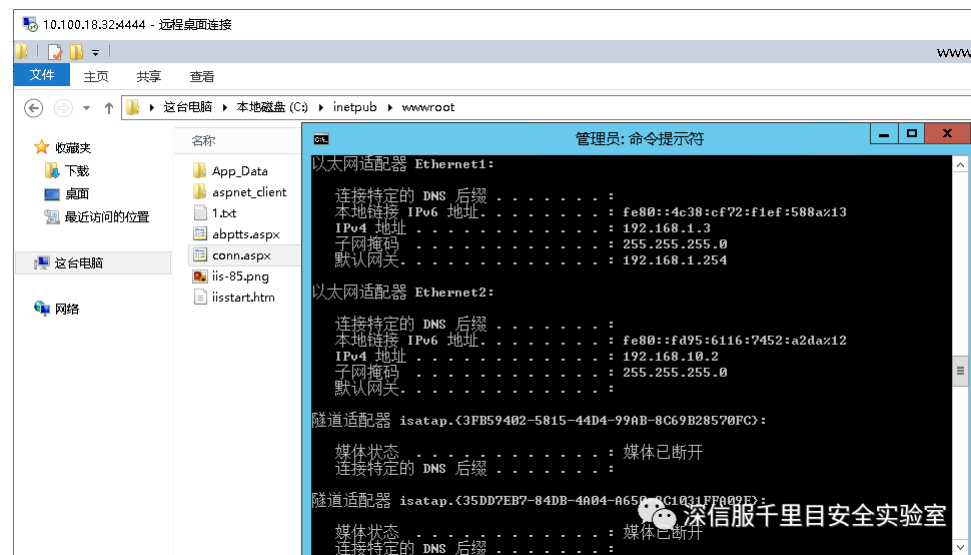 10.100.18.32:4444 - 远程桌面连接
www
文件 主页 共享 查看
这台电脑 本地磁盘 (C:) inetpub wwwroot
收藏夹
下载
桌面
最近访问的位置
这台电脑
网络
名称
App_Data
aspnet_client
1.txt
abptts.aspx
conn.aspx
iis-85.png
iisstart.htm
管理员: 命令提示符
以太网适配器 Ethernet1:
连接特定的 DNS 后缀 . . . . . . . :
本地链接 IPv6 地址. . . . . . . . : fe80::4c38:cf72:f1ef:588a%13
IPv4 地址 . . . . . . . . . . . . : 192.168.1.3
子网掩码 . . . . . . . . . . . . : 255.255.255.0
默认网关. . . . . . . . . . . . . : 192.168.1.254
以太网适配器 Ethernet2:
连接特定的 DNS 后缀 . . . . . . . :
本地链接 IPv6 地址. . . . . . . . : fe80::fd95:6116:7452:a2da%12
IPv4 地址 . . . . . . . . . . . . : 192.168.10.2
子网掩码 . . . . . . . . . . . . : 255.255.255.0
默认网关. . . . . . . . . . . . . :
隧道适配器 isatap.{3FB59402-5815-44D4-99AB-8C69B28570FC}:
媒体状态 . . . . . . . . . . . . : 媒体已断开
连接特定的 DNS 后缀 . . . . . . . :
隧道适配器
媒体状态 . . . . . . . . . . . . : 媒体已断开
连接特定的 DNS 后缀 . . . . . . . :
深信服千里目安全实验室